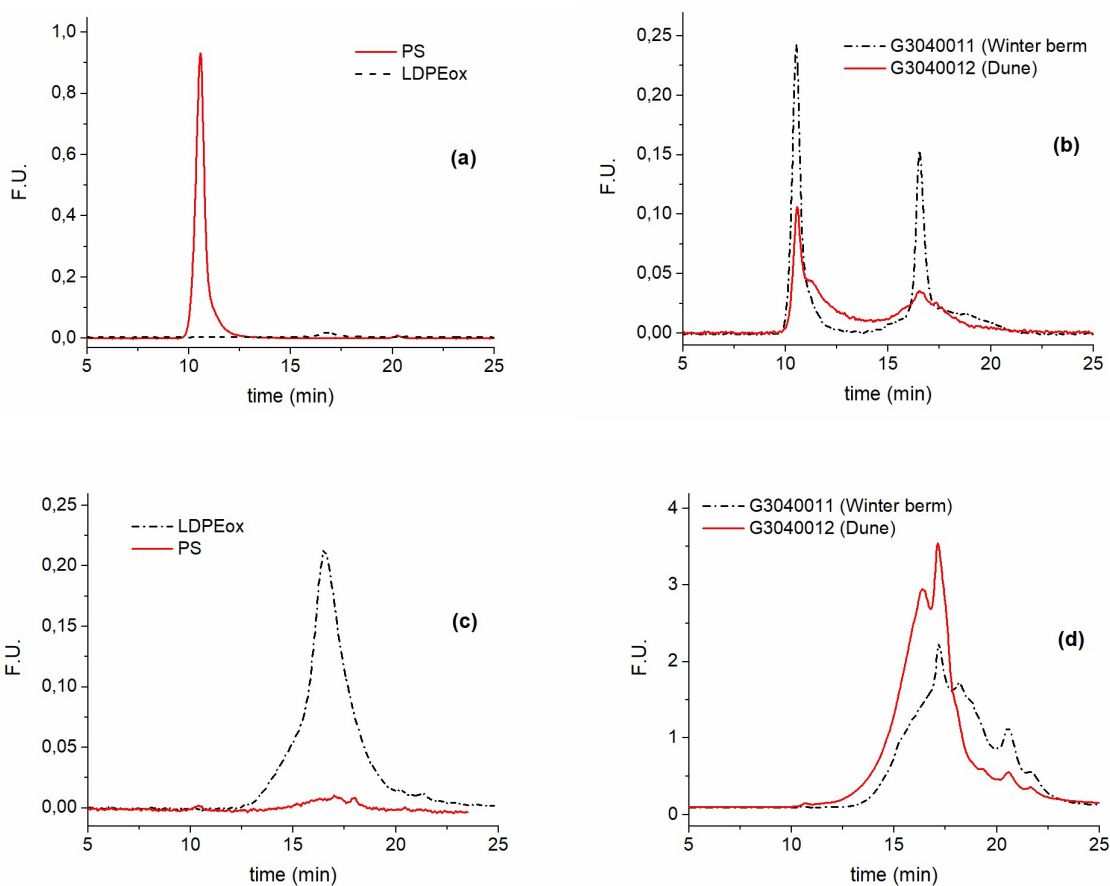 1,0
0,8
0,6
0,4
0,2
0,0
F.U.
PS
LDPEox
(a)
5 10 15 20 25
time (min)
0,25
0,20
0,15
0,10
0,05
0,00
F.U.
G3040011 (Winter berm
G3040012 (Dune)
(b)
5 10 15 20 25
time (min)
0,25
0,20
0,15
0,10
0,05
0,00
F.U.
LDPEox
PS
(c)
5 10 15 20 25
time (min)
4
3
2
1
0
F.U.
G3040011 (Winter berm)
G3040012 (Dune)
(d)
5 10 15 20 25
time (min)